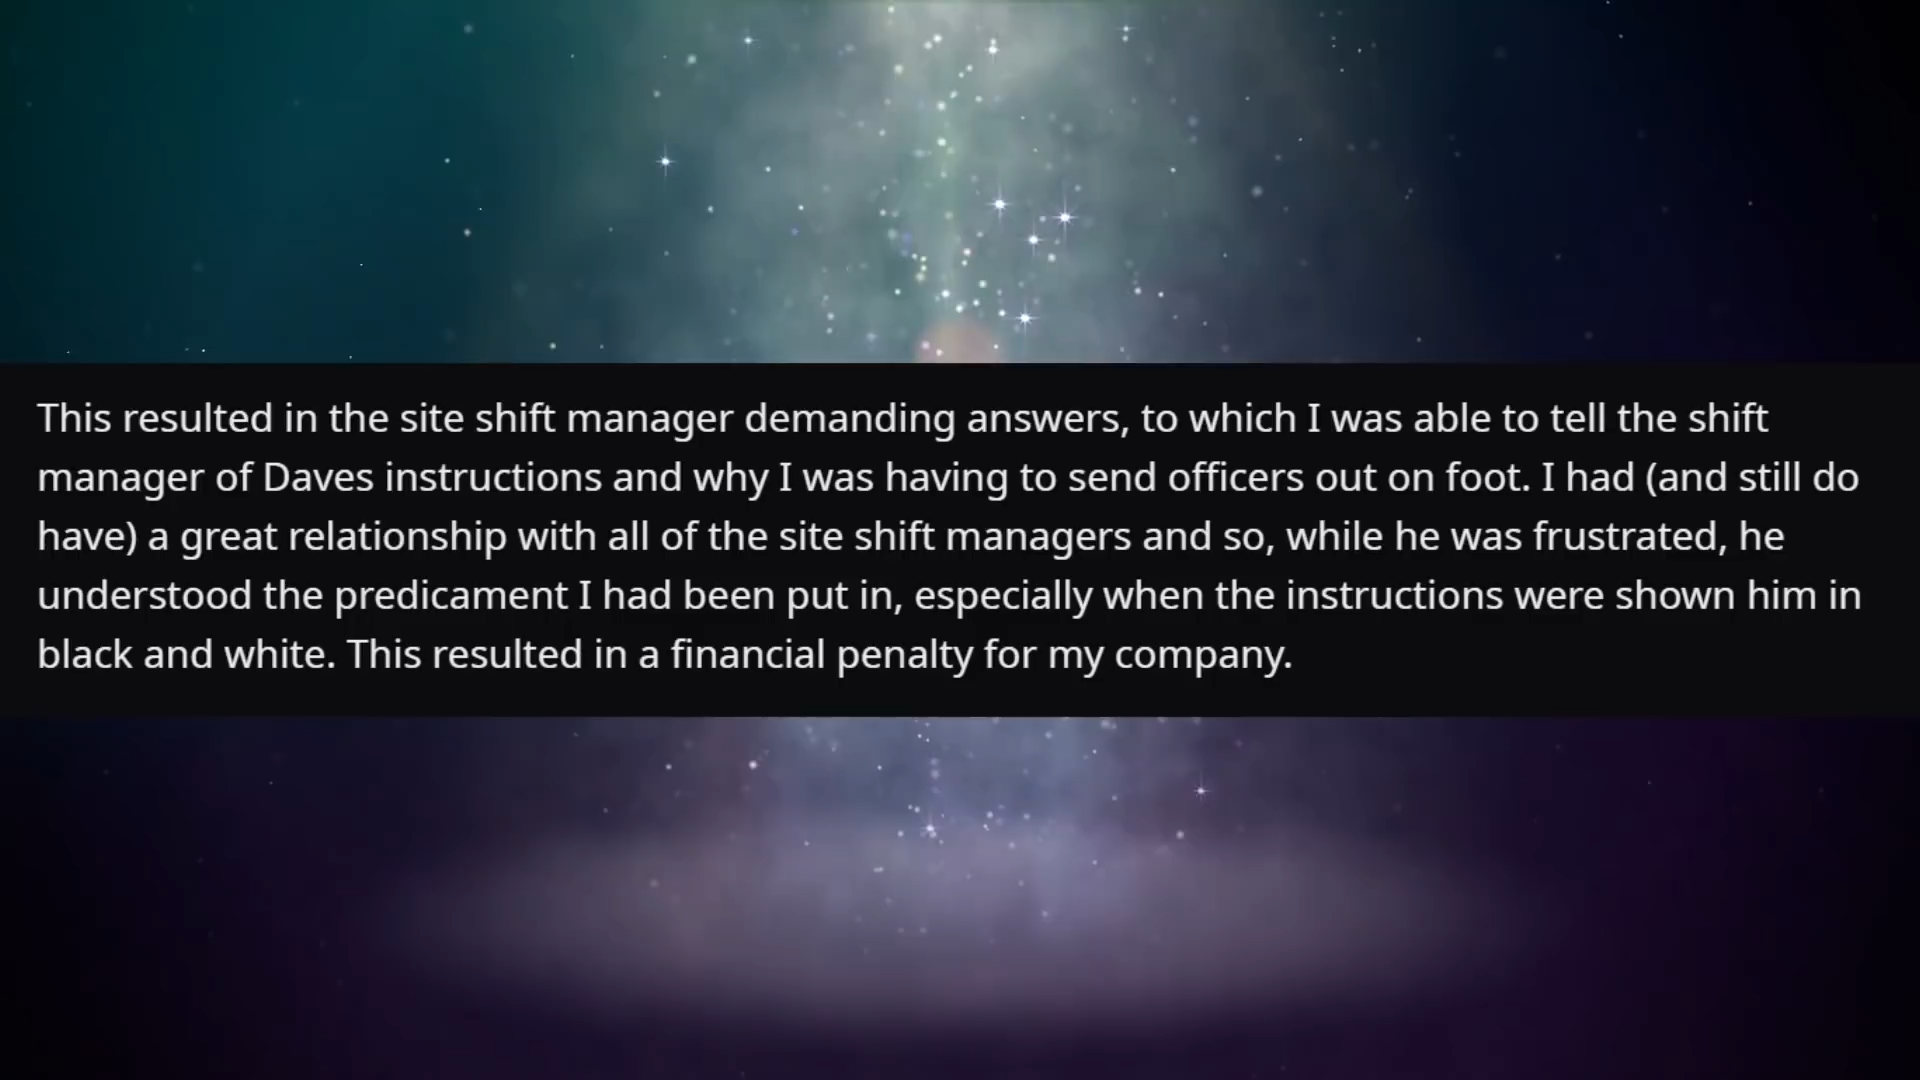 This resulted in the site shift manager demanding answers, to which I was able to tell the shift
manager of Daves instructions and why I was having to send officers out on foot. I had (and still do
have) a great relationship with all of the site shift managers and so, while he was frustrated, he
understood the predicament I had been put in, especially when the instructions were shown him in
black and white. This resulted in a financial penalty for my company.